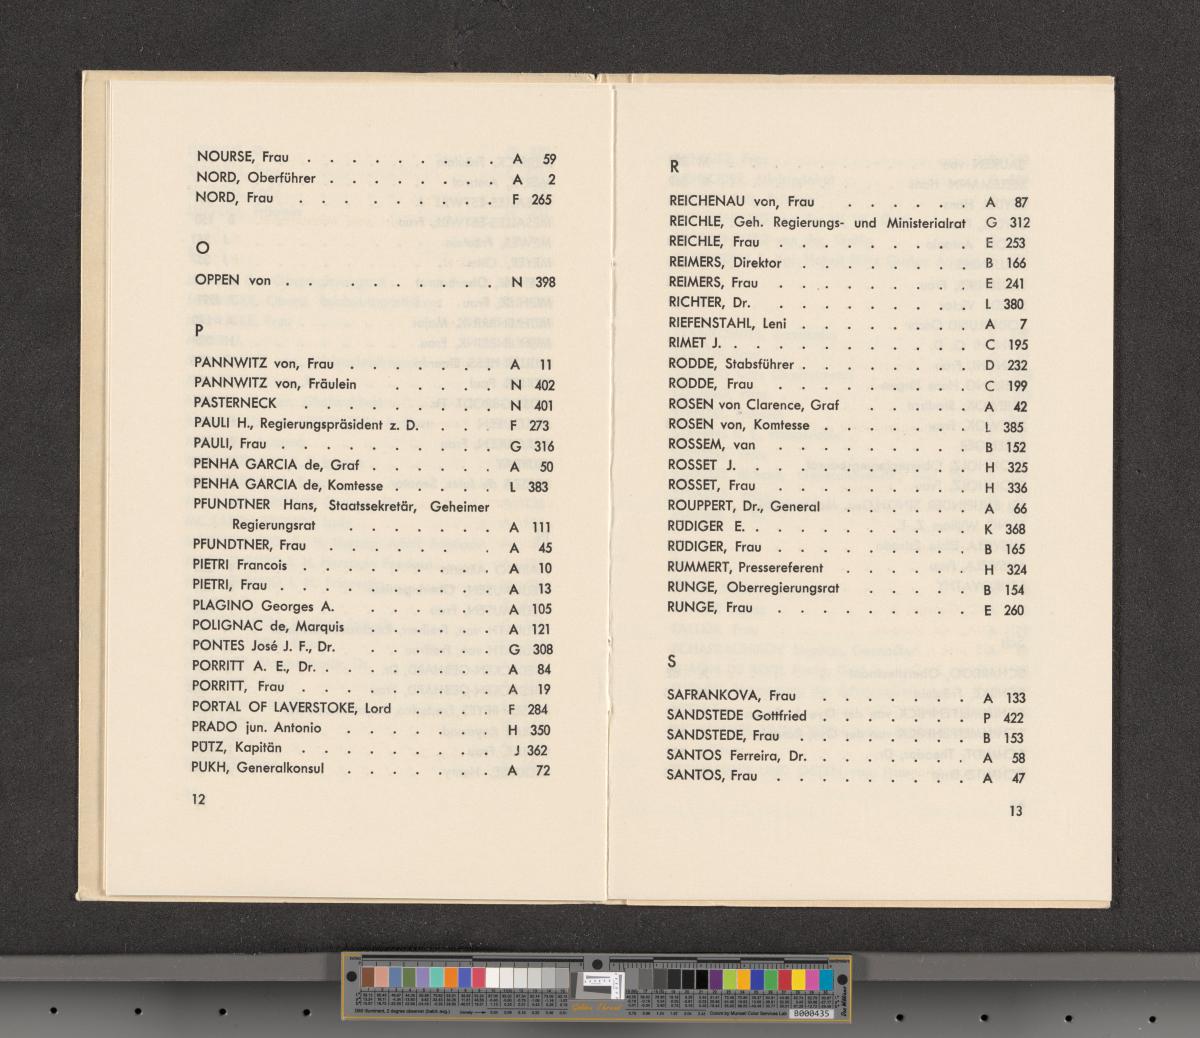 NOURSE, Frau . . . . . . . . . . A 59
NORD, Oberführer . . . . . . . . . A 2
NORD, Frau . . . . . . . . . . F 265
O
OPPEN von . . . . . . . . . . . N 398
P
PANNWITZ von, Frau . . . . . . . . A 11
PANNWITZ von, Fräulein . . . . . N 402
PASTERNECK . . . . . . . . . . N 401
PAULI H., Regierungspräsident z. D. . . F 273
PAULI, Frau . . . . . . . . . . G 316
PENHA GARCIA de, Graf . . . . . . A 50
PENHA GARCIA de, Komtesse . . . . . L 383
PFUNDTNER Hans, Staatssekretär, Geheimer
Regierungsrat . . . . . . . A 111
PFUNDTNER, Frau . . . . . . . . A 45
PIETRI Francois . . . . . . . . . A 10
PIETRI, Frau . . . . . . . . . . A 13
PLAGINO Georges A. . . . . . . . A 105
POLIGNAC de, Marquis . . . . . . . A 121
PONTES José J. F., Dr. . . . . . . . G 308
PORRITT A. E., Dr. . . . . . . . . A 84
PORRITT, Frau . . . . . . . . . A 19
PORTAL OF LAVERSTOKE, Lord . . . . F 284
PRADO jun. Antonio . . . . . . . H 350
PÜTZ, Kapitän . . . . . . . . . J 362
PUKH, Generalkonsul . . . . . . . A 72
12
R
REICHENAU von, Frau . . . . . A 87
REICHLE, Geh. Regierungs- und Ministerialrat G 312
REICHLE, Frau . . . . . . . . E 253
REIMERS, Direktor . . . . . . . B 166
REIMERS, Frau . . . . . . . . E 241
RICHTER, Dr. . . . . . . . . . L 380
RIEFENSTAHL, Leni . . . . . . . A 7
RIMET J. . . . . . . . . . . C 195
RODDE, Stabsführer . . . . . . . D 232
RODDE, Frau . . . . . . . . C 199
ROSEN von Clarence, Graf . . . . A 42
ROSEN von, Komtesse . . . . . L 385
ROSSEM, van . . . . . . . . B 152
ROSSET J. . . . . . . . . . . H 325
ROSSET, Frau . . . . . . . . H 336
ROUPPERT, Dr., General . . . . . A 66
RÜDIGER E. . . . . . . . . . K 368
RÜDIGER, Frau . . . . . . . . B 165
RUMMERT, Pressereferent . . . . . H 324
RUNGE, Oberregierungsrat . . . . B 154
RUNGE, Frau . . . . . . . . E 260
S
SAFRANKOVA, Frau . . . . . . . A 133
SANDSTEDE Gottfried . . . . . . P 422
SANDSTEDE, Frau . . . . . . . B 153
SANTOS Ferreira, Dr. . . . . . . . A 58
SANTOS, Frau . . . . . . . . . A 47
13
Golden Thread
Colors by Munsell Color Services Lab
B000435